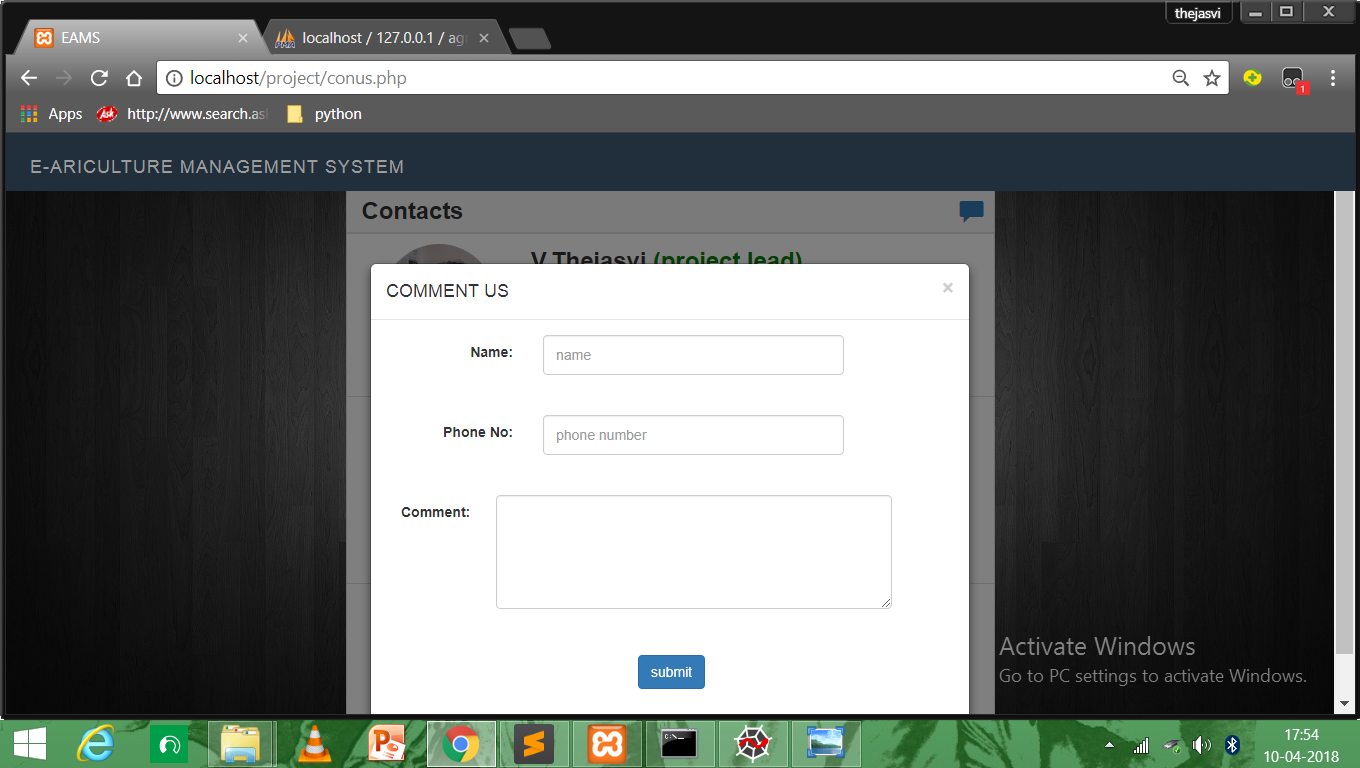 thejasvi
EAMS
localhost / 127.0.0.1 / ag
localhost/project/conus.php
1
Apps
http://www.search.as
python
E-ARICULTURE MANAGEMENT SYSTEM
Contacts
V Thejasvi (project lead)
COMMENT US
×
Name:
name
Phone No:
phone number
Comment:
submit
Activate Windows
Go to PC settings to activate Windows.
17:54
10-04-2018